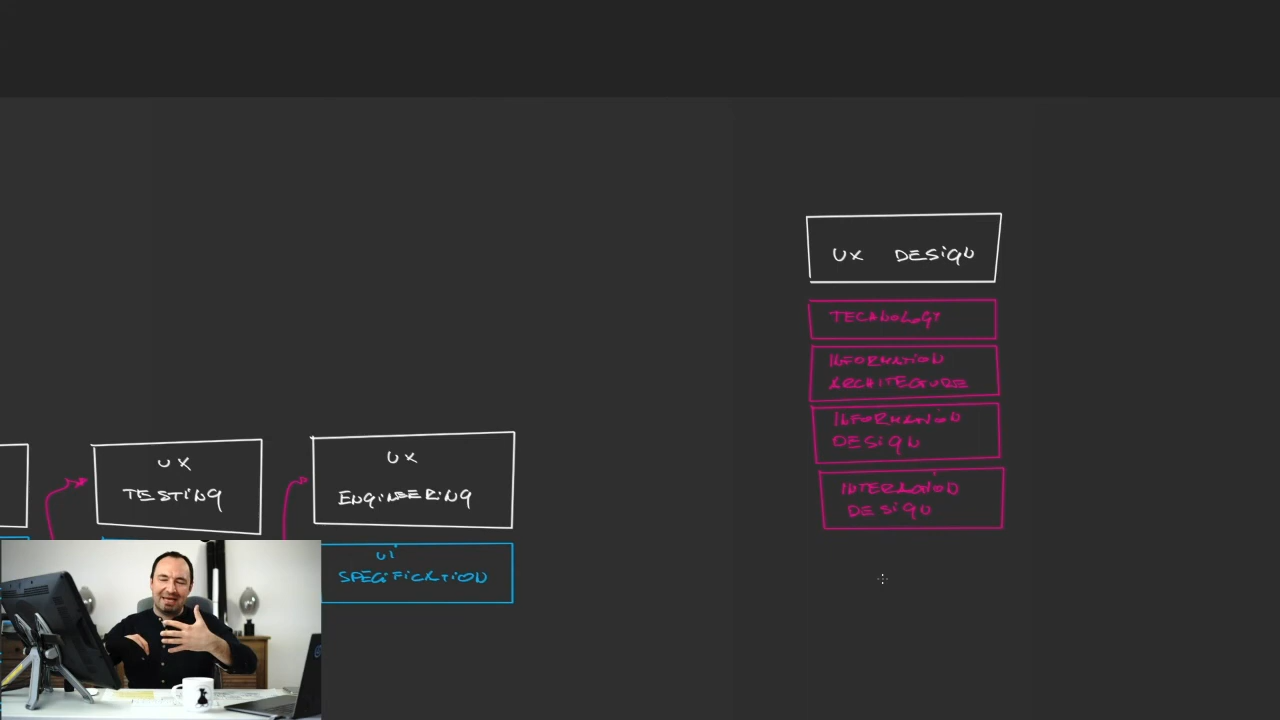 UX DESIGN
TECHNOLOGY
INFORMATION
ARCHITECTURE
INFORMATION
DESIGN
INTERACTION
DESIGN
UX
TESTING
UX
ENGINEERING
UI
SPECIFICATION